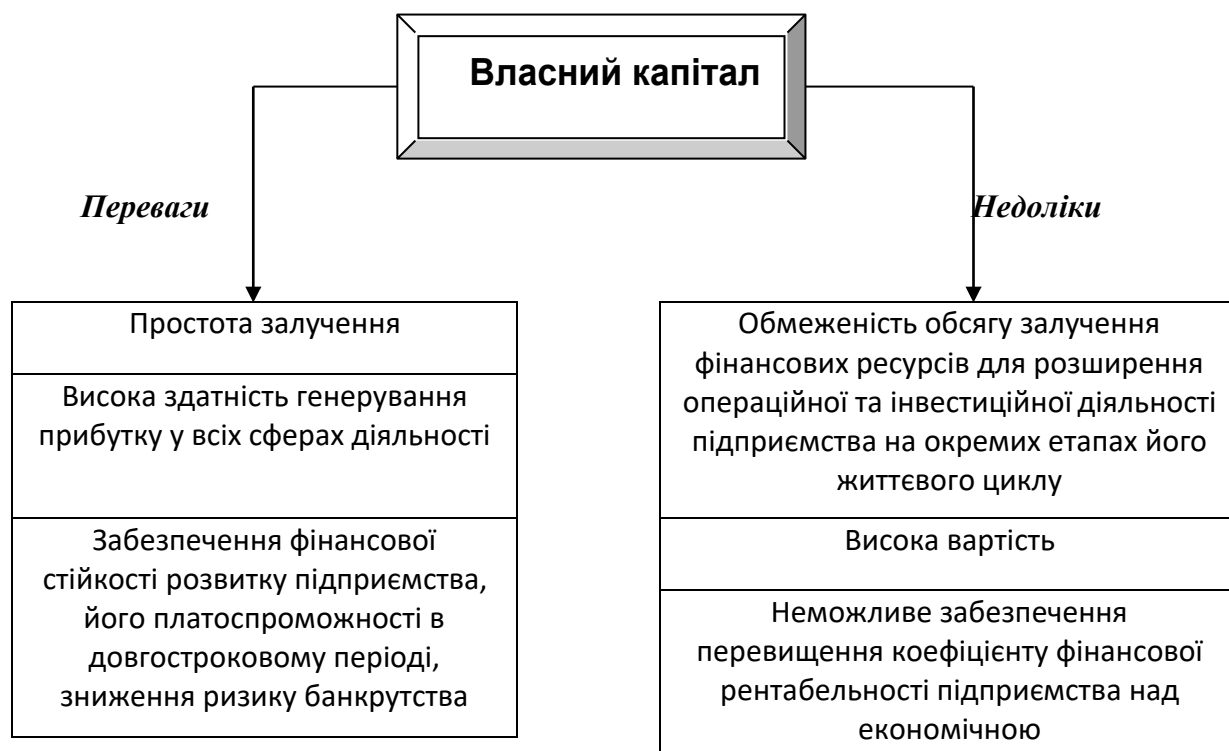 Власний капітал
Переваги
Недоліки
Простота залучення
Висока здатність генерування
прибутку у всіх сферах діяльності
Забезпечення фінансової
стійкості розвитку підприємства,
його платоспроможності в
довгостроковому періоді,
зниження ризику банкрутства
Обмеженість обсягу залучення
фінансових ресурсів для розширення
операційної та інвестиційної діяльності
підприємства на окремих етапах його
життєвого циклу
Висока вартість
Неможливе забезпечення
перевищення коефіцієнту фінансової
рентабельності підприємства над
економічною